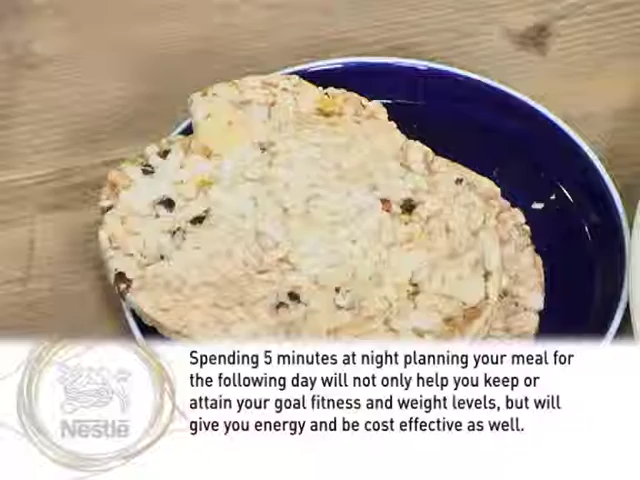 Spending 5 minutes at night planning your meal for
the following day will not only help you keep or
attain your goal fitness and weight levels, but will
give you energy and be cost effective as well.
Nestlé